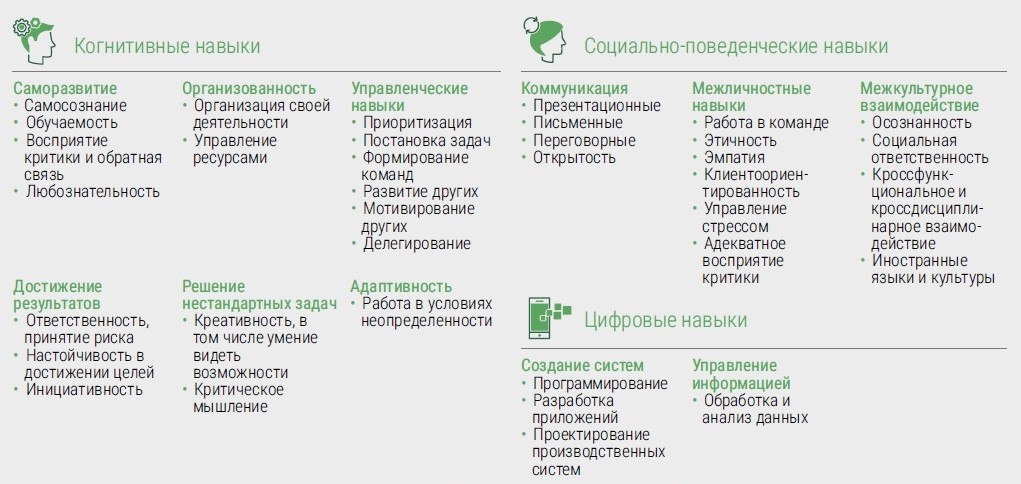 Когнитивные навыки
Саморазвитие
• Самосознание
• Обучаемость
• Восприятие
критики и обратная
связь
• Любознательность
Организованность
• Организация своей
деятельности
• Управление
ресурсами
Управленческие
навыки
• Приоритизация
• Постановка задач
• Формирование
команд
• Развитие других
• Мотивирование
других
• Делегирование
Достижение
результатов
• Ответственность,
принятие риска
• Настойчивость в
достижении целей
• Инициативность
Решение
нестандартных задач
• Креативность, в
том числе умение
видеть
возможности
• Критическое
мышление
Адаптивность
• Работа в условиях
неопределенности
Социально-поведенческие навыки
Коммуникация
• Презентационные
• Письменные
• Переговорные
• Открытость
Межличностные
навыки
• Работа в команде
• Этичность
• Эмпатия
• Клиентоориен-
тированность
• Управление
стрессом
• Адекватное
восприятие
критики
Межкультурное
взаимодействие
• Осознанность
• Социальная
ответственность
• Кроссфунк-
циональное и
кроссдисципли-
нарное взаимо-
действие
• Иностранные
языки и культуры
Цифровые навыки
Создание систем
• Программирование
• Разработка
приложений
• Проектирование
производственных
систем
Управление
информацией
• Обработка и
анализ данных